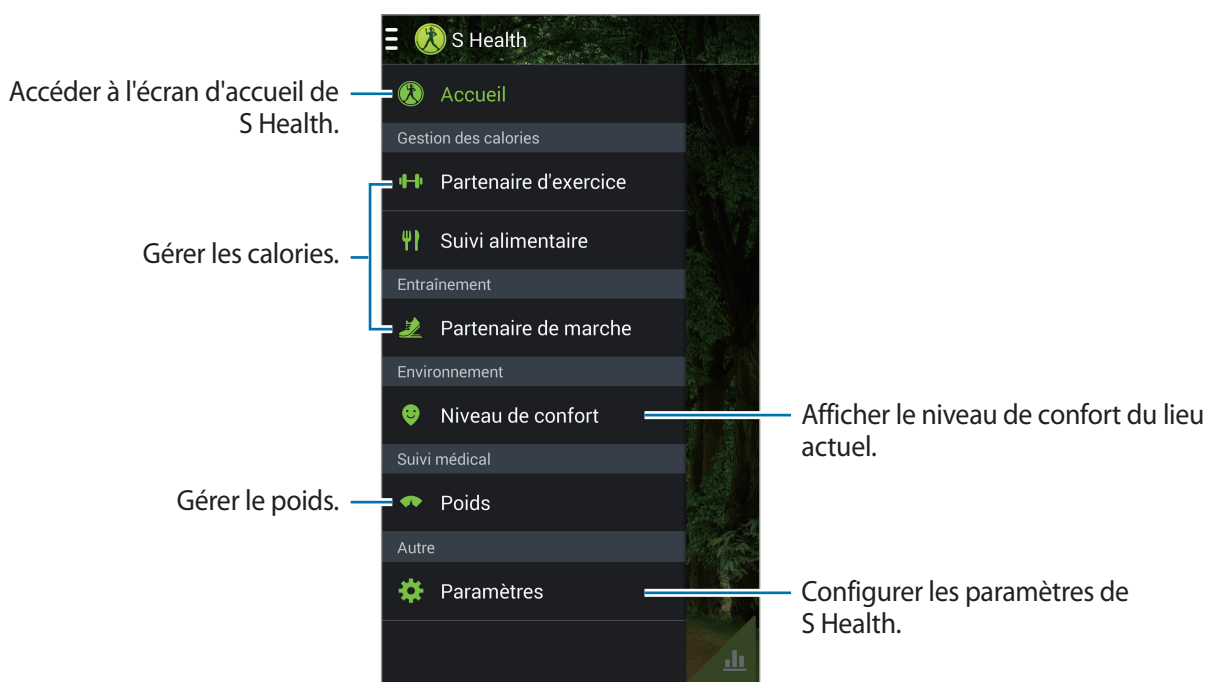 S Health
Accéder à l'écran d'accueil de
S Health.
Accueil
Gestion des calories
Partenaire d'exercice
Gérer les calories.
Suivi alimentaire
Entraînement
Partenaire de marche
Environnement
Niveau de confort
Afficher le niveau de confort du lieu
actuel.
Suivi médical
Gérer le poids.
Poids
Autre
Paramètres
Configurer les paramètres de
S Health.